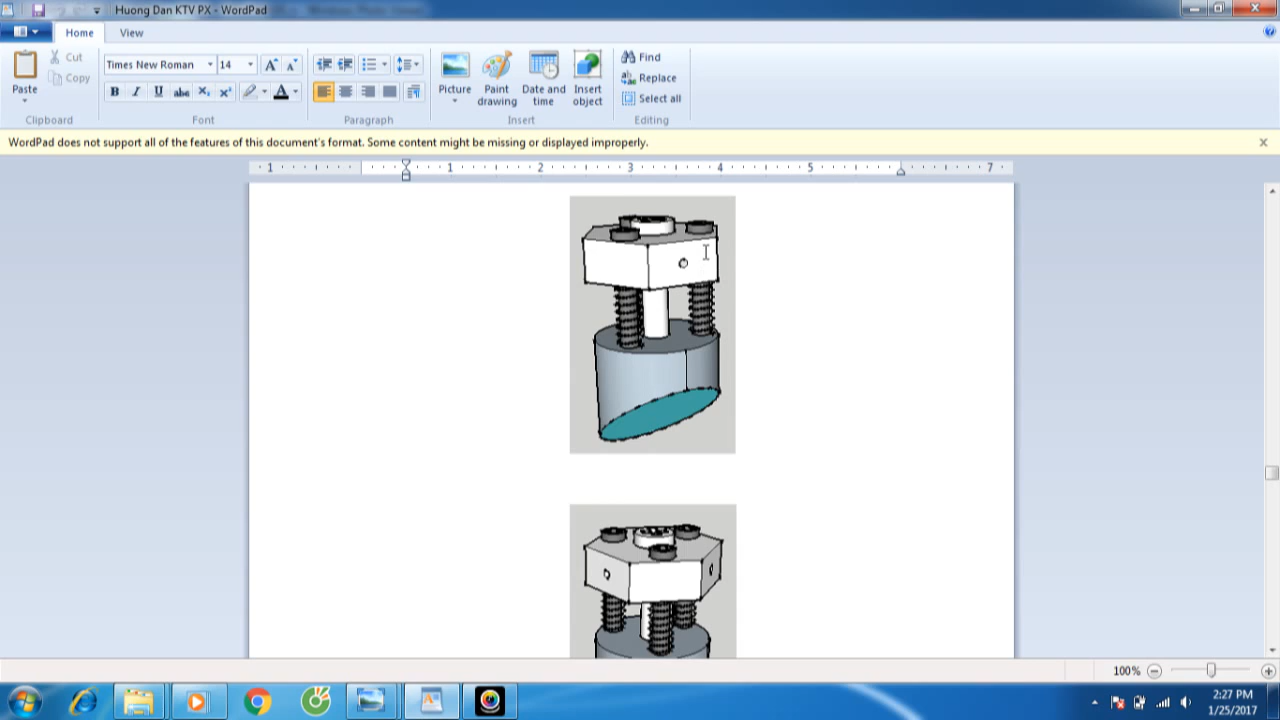 Huong Dan KTV PX - WordPad
Home View
Paste
Cut
Copy
Clipboard
Times New Roman 14
Font
Paragraph
Picture
Paint drawing
Date and time
Insert object
Insert
Find
Replace
Select all
Editing
WordPad does not support all of the features of this document's format. Some content might be missing or displayed improperly.
1 1 2 3 4 5 7
100%
2:27 PM
1/25/2017